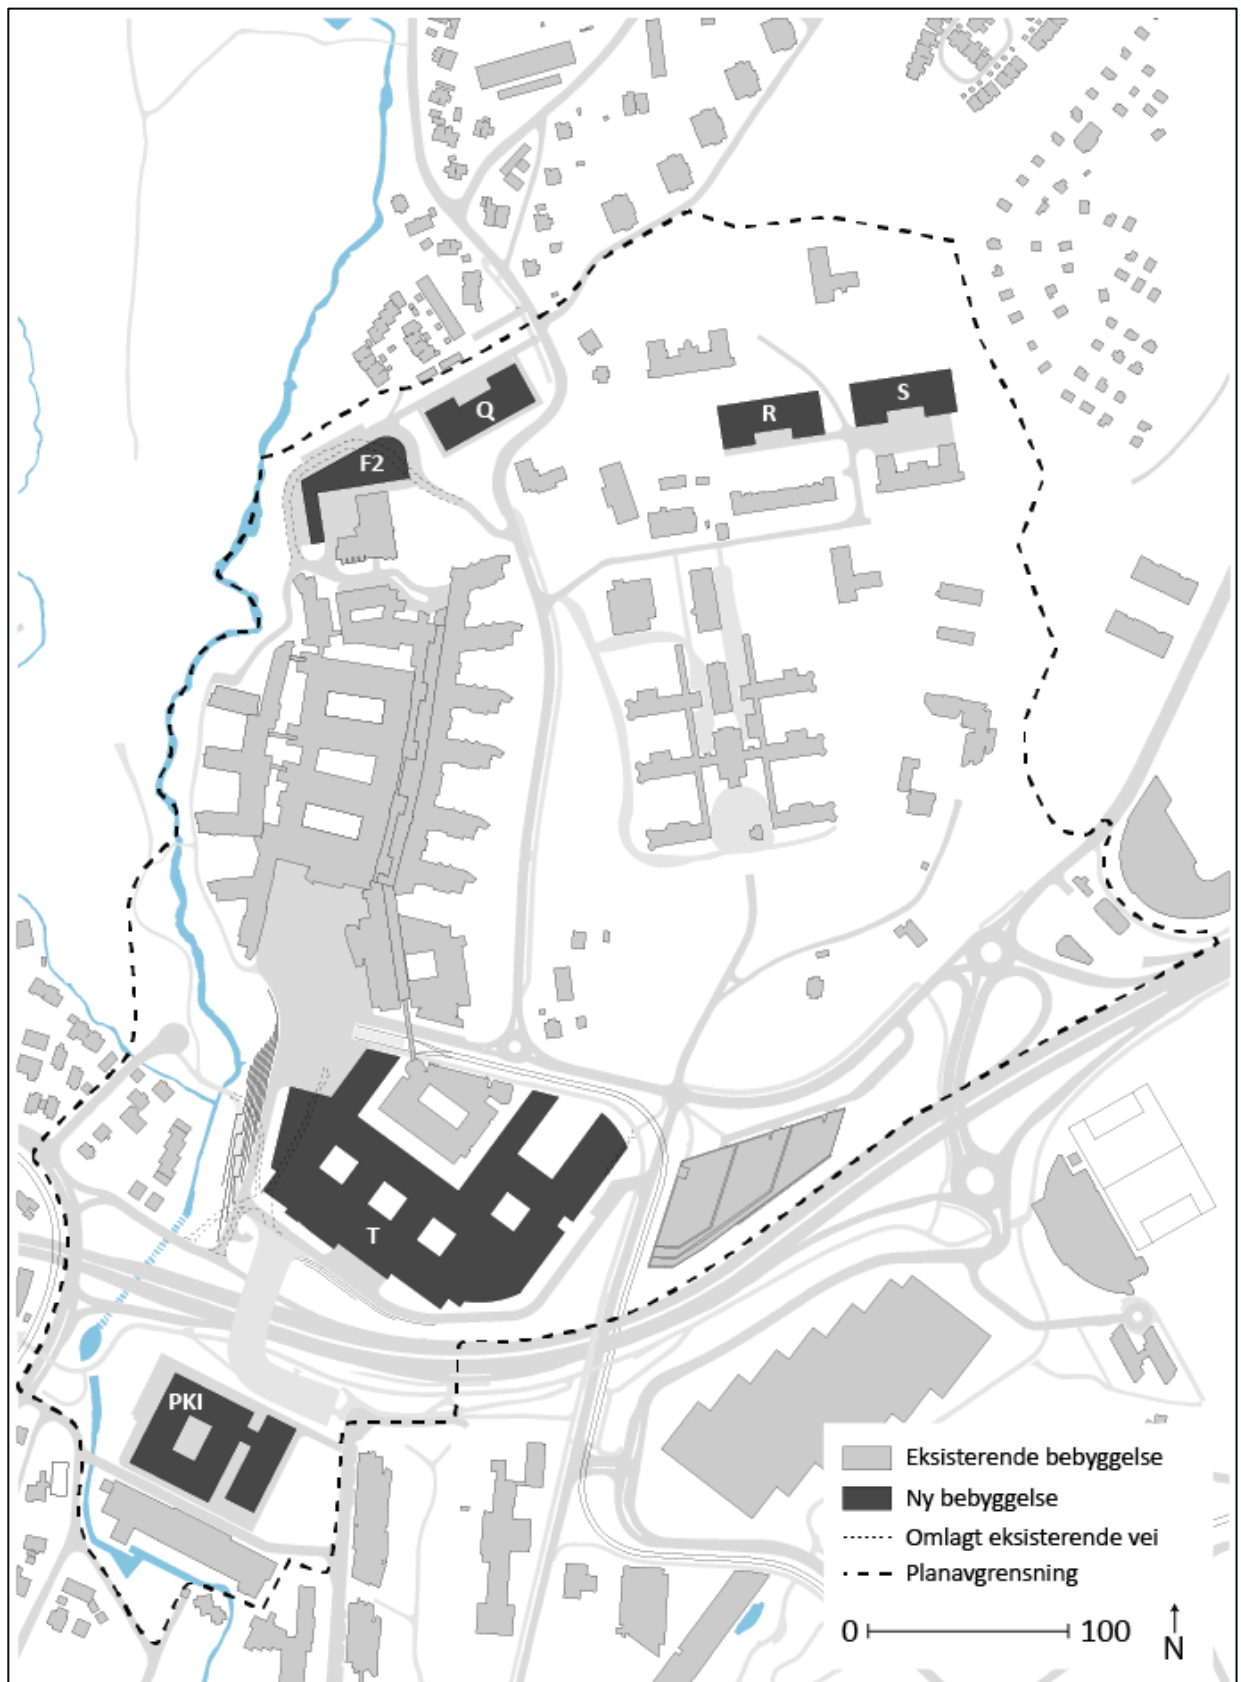 S
R
Q
F2
T
PKI
Eksisterende bebyggelse
Ny bebyggelse
Omlagt eksisterende vei
Planavgrensning
0 100
N